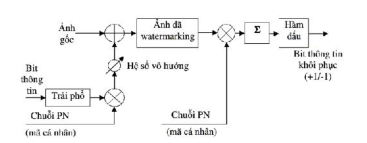 Ảnh
gốc
Ảnh đã
watermarking
Σ
Hàm
dấu
Hệ số vô hướng
Bit thông tin
khôi phục
(+1/-1)
Bit
thông
tin
Trải phổ
Chuỗi PN
(mã cá nhân)
Chuỗi PN
(mã cá nhân)